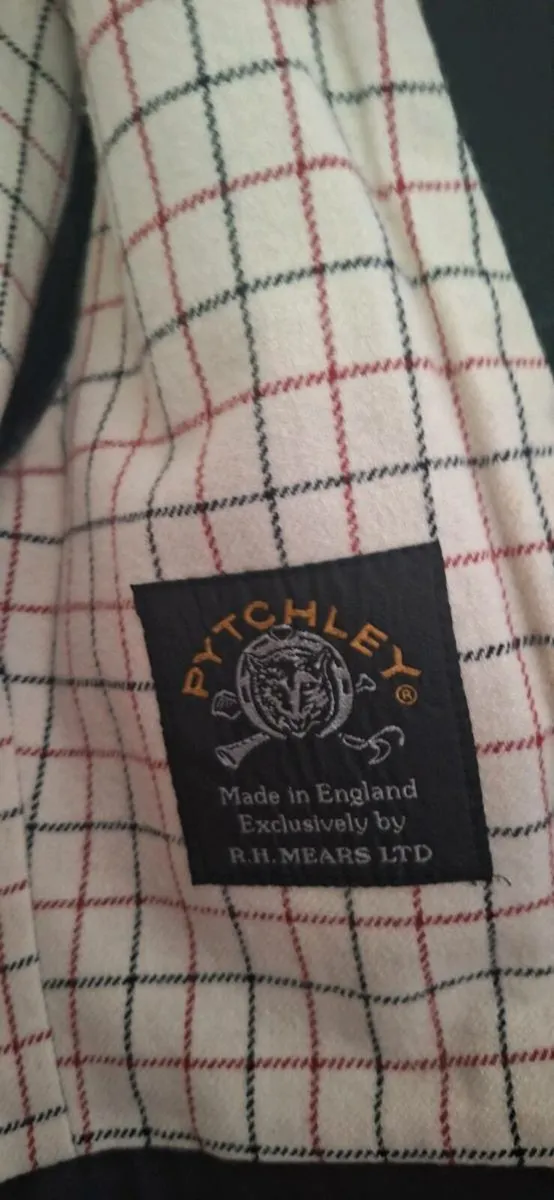 PYTCHLEY®
Made in England
Exclusively by
R.H. MEARS LTD